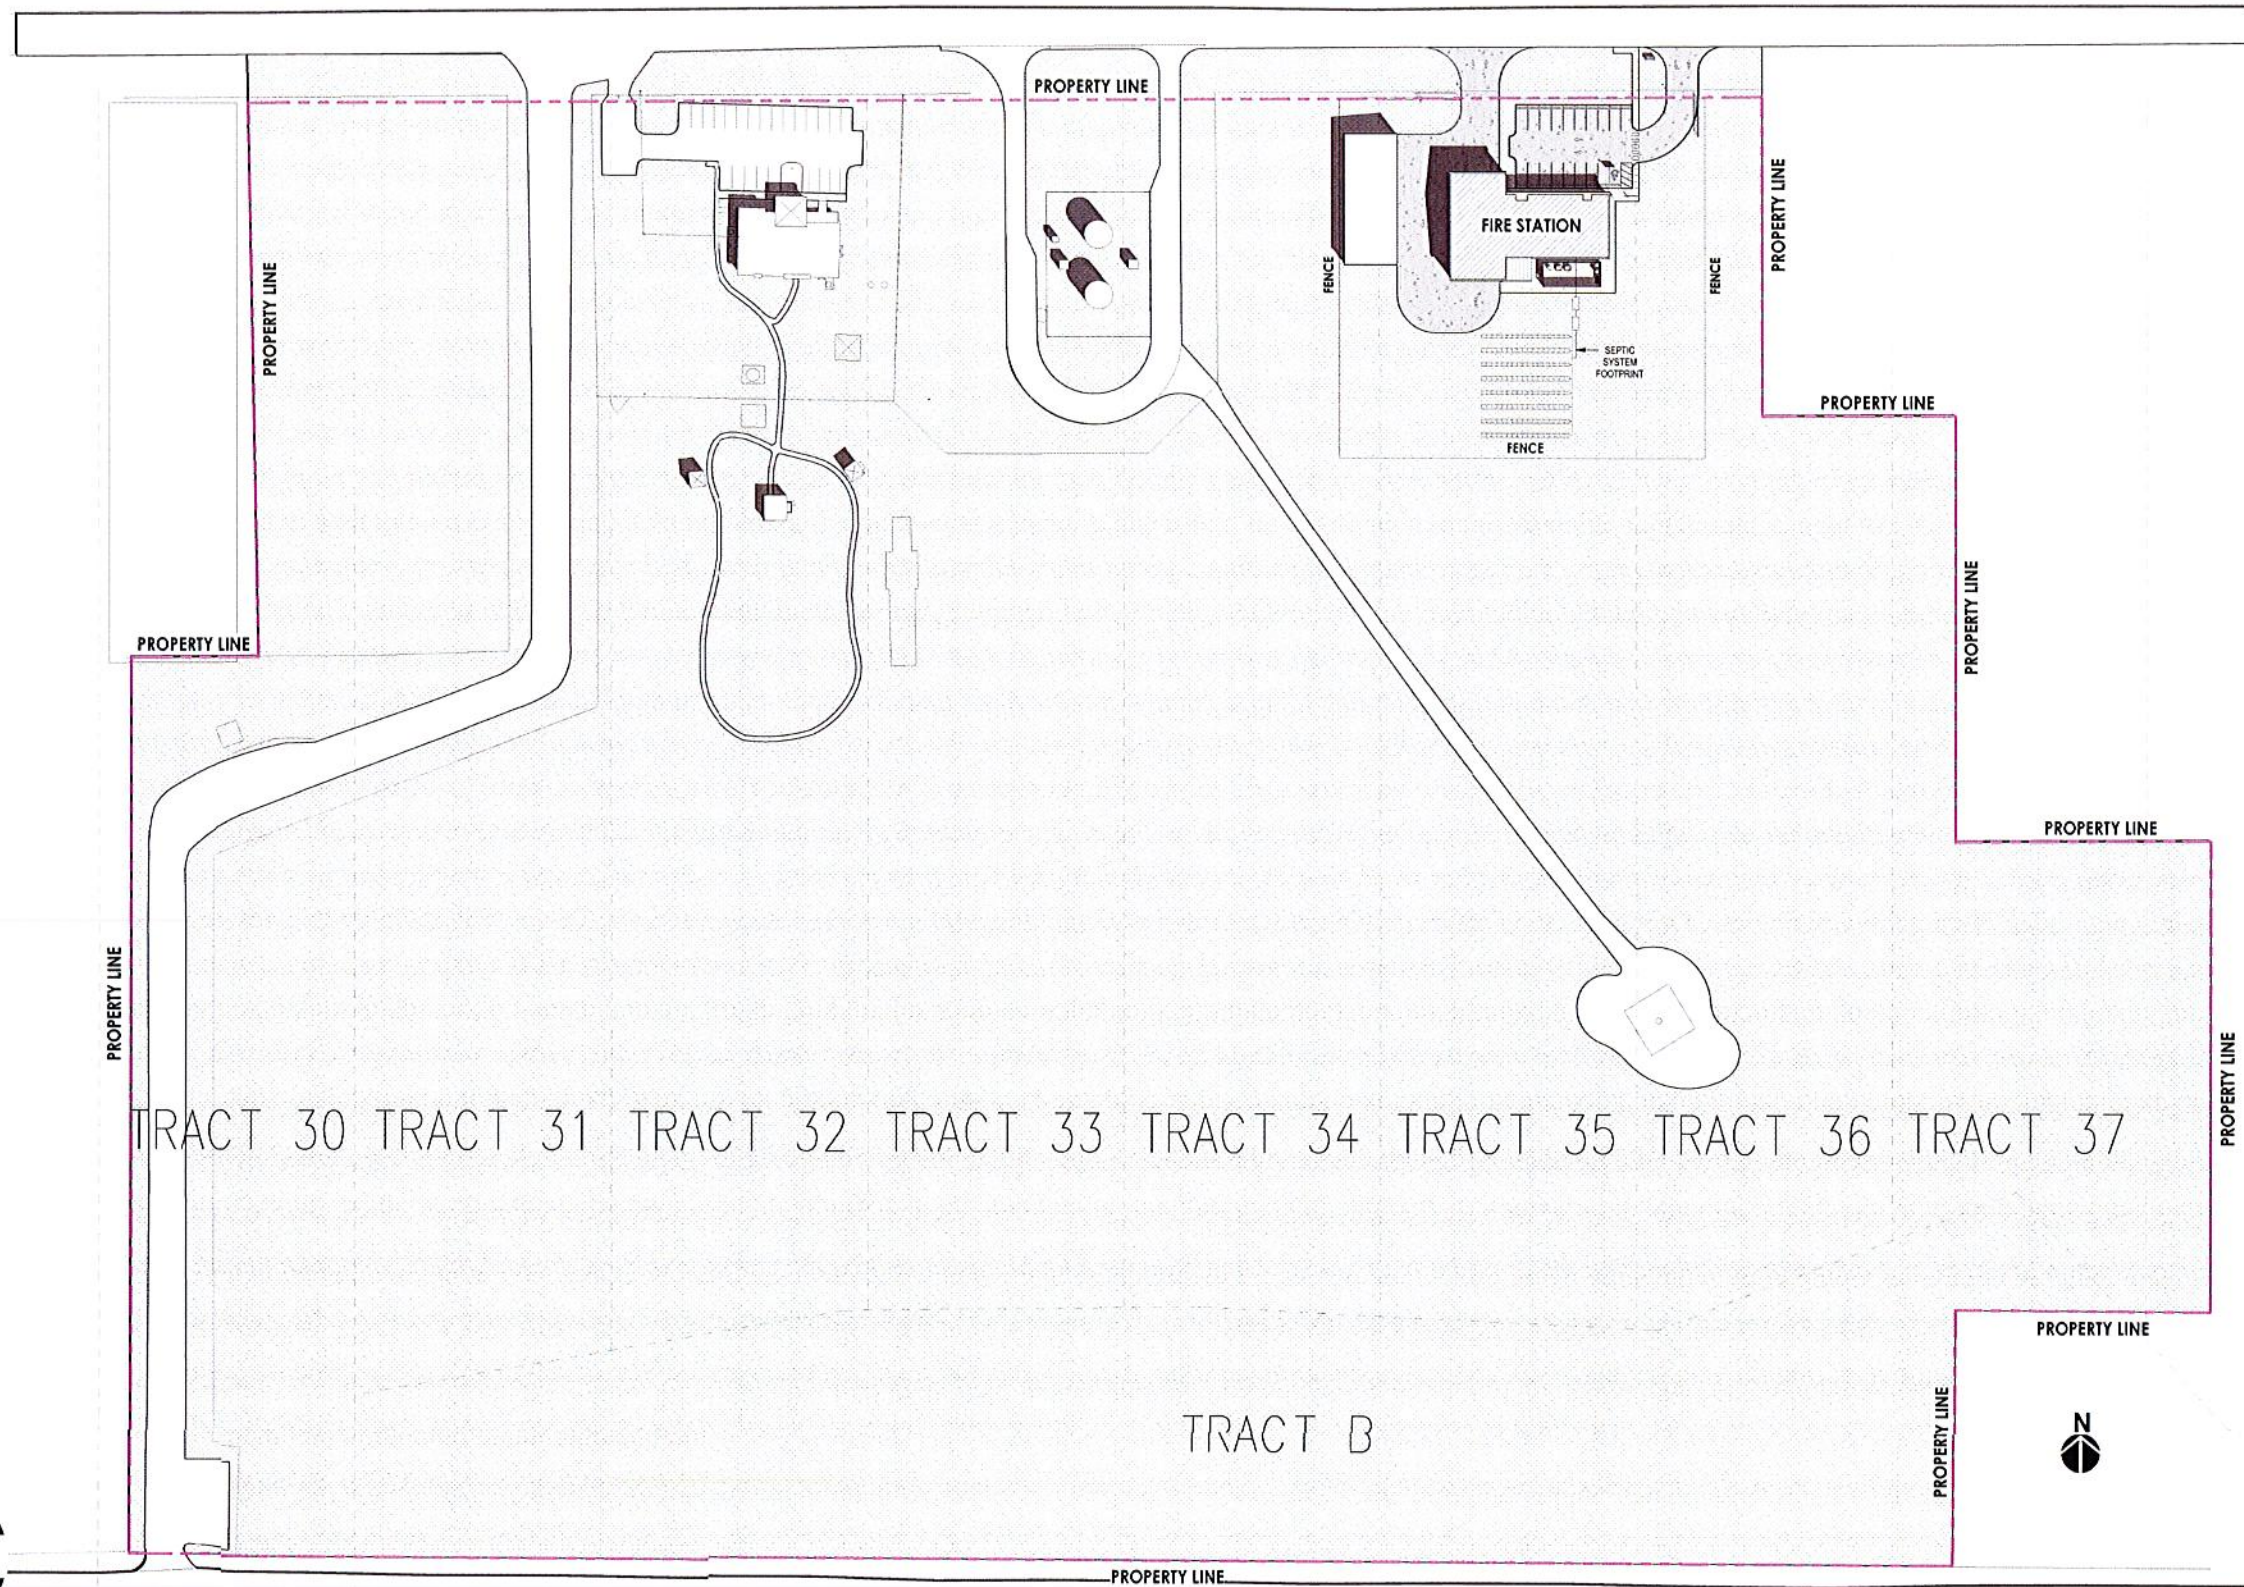 PROPERTY LINE
PROPERTY LINE
PROPERTY LINE
FENCE
FIRE STATION
FENCE
SEPTIC
SYSTEM
FOOTPRINT
FENCE
PROPERTY LINE
PROPERTY LINE
PROPERTY LINE
PROPERTY LINE
PROPERTY LINE
PROPERTY LINE
PROPERTY LINE
TRACT 30 TRACT 31 TRACT 32 TRACT 33 TRACT 34 TRACT 35 TRACT 36 TRACT 37
PROPERTY LINE
PROPERTY LINE
TRACT B
N
PROPERTY LINE